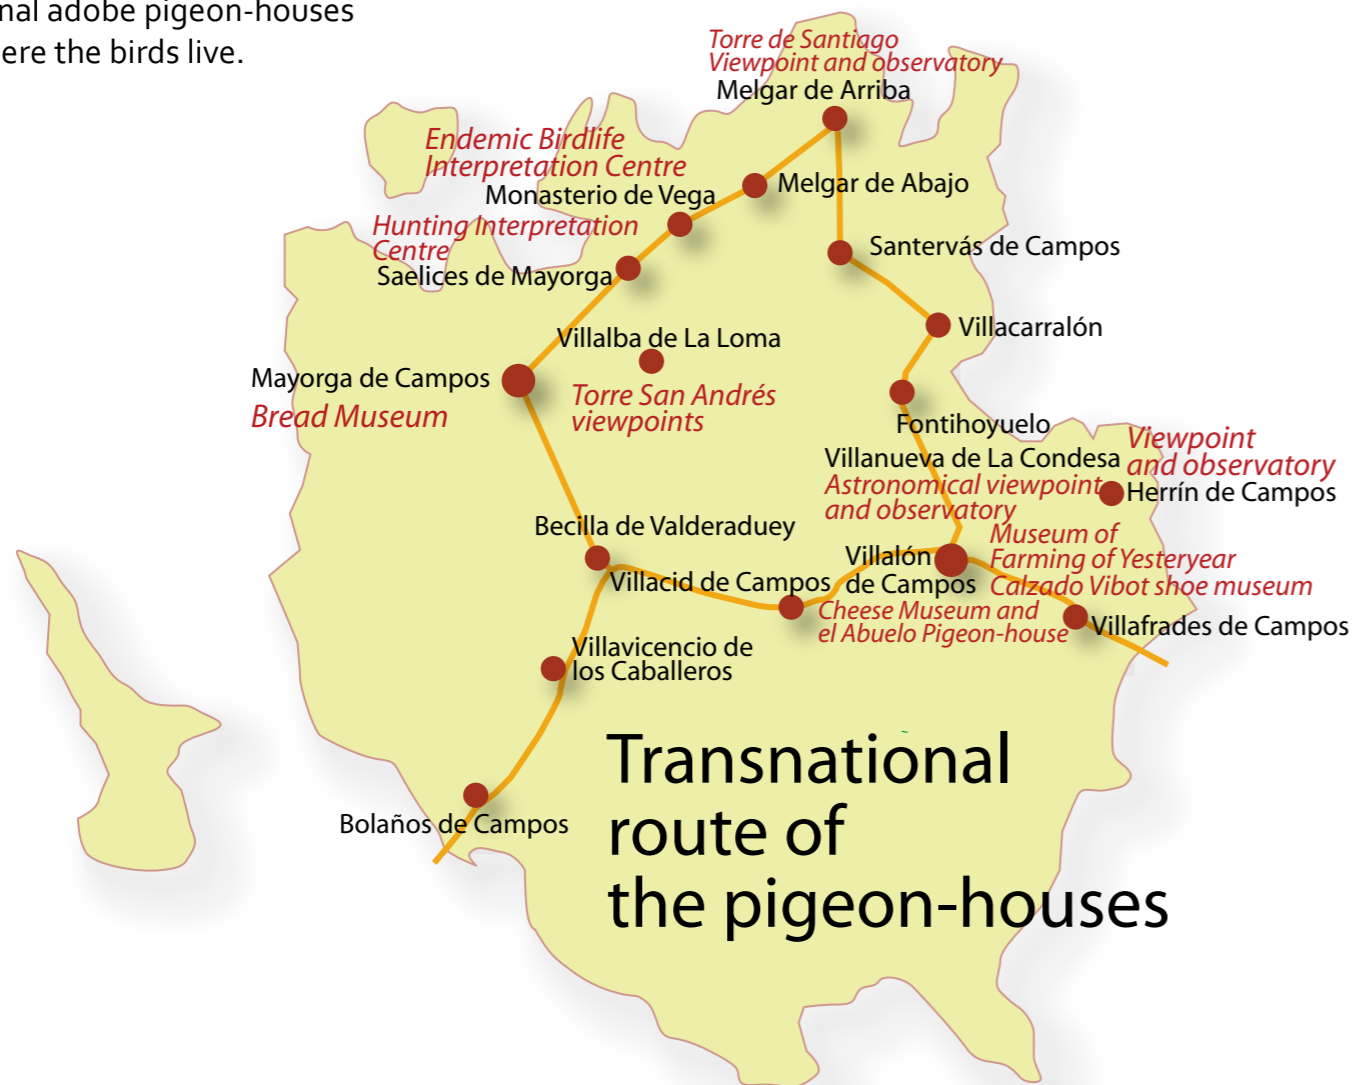 nal adobe pigeon-houses
ere the birds live.
Torre de Santiago
Viewpoint and observatory
Melgar de Arriba
Endemic Birdlife
Interpretation Centre
Monasterio de Vega
Melgar de Abajo
Hunting Interpretation
Centre
Saelices de Mayorga
Santervás de Campos
Villacarralón
Villalba de La Loma
Torre San Andrés
viewpoints
Mayorga de Campos
Bread Museum
Fontihoyuelo
Villanueva de La Condesa
Astronomical viewpoint
and observatory
Viewpoint
and observatory
Herrín de Campos
Becilla de Valderaduey
Villalón
de Campos
Museum of
Farming of Yesteryear
Calzado Vibot shoe museum
Villacid de Campos
Cheese Museum and
el Abuelo Pigeon-house
Villafrades de Campos
Villavicencio de
los Caballeros
Bolaños de Campos
Transnational
route of
the pigeon-houses